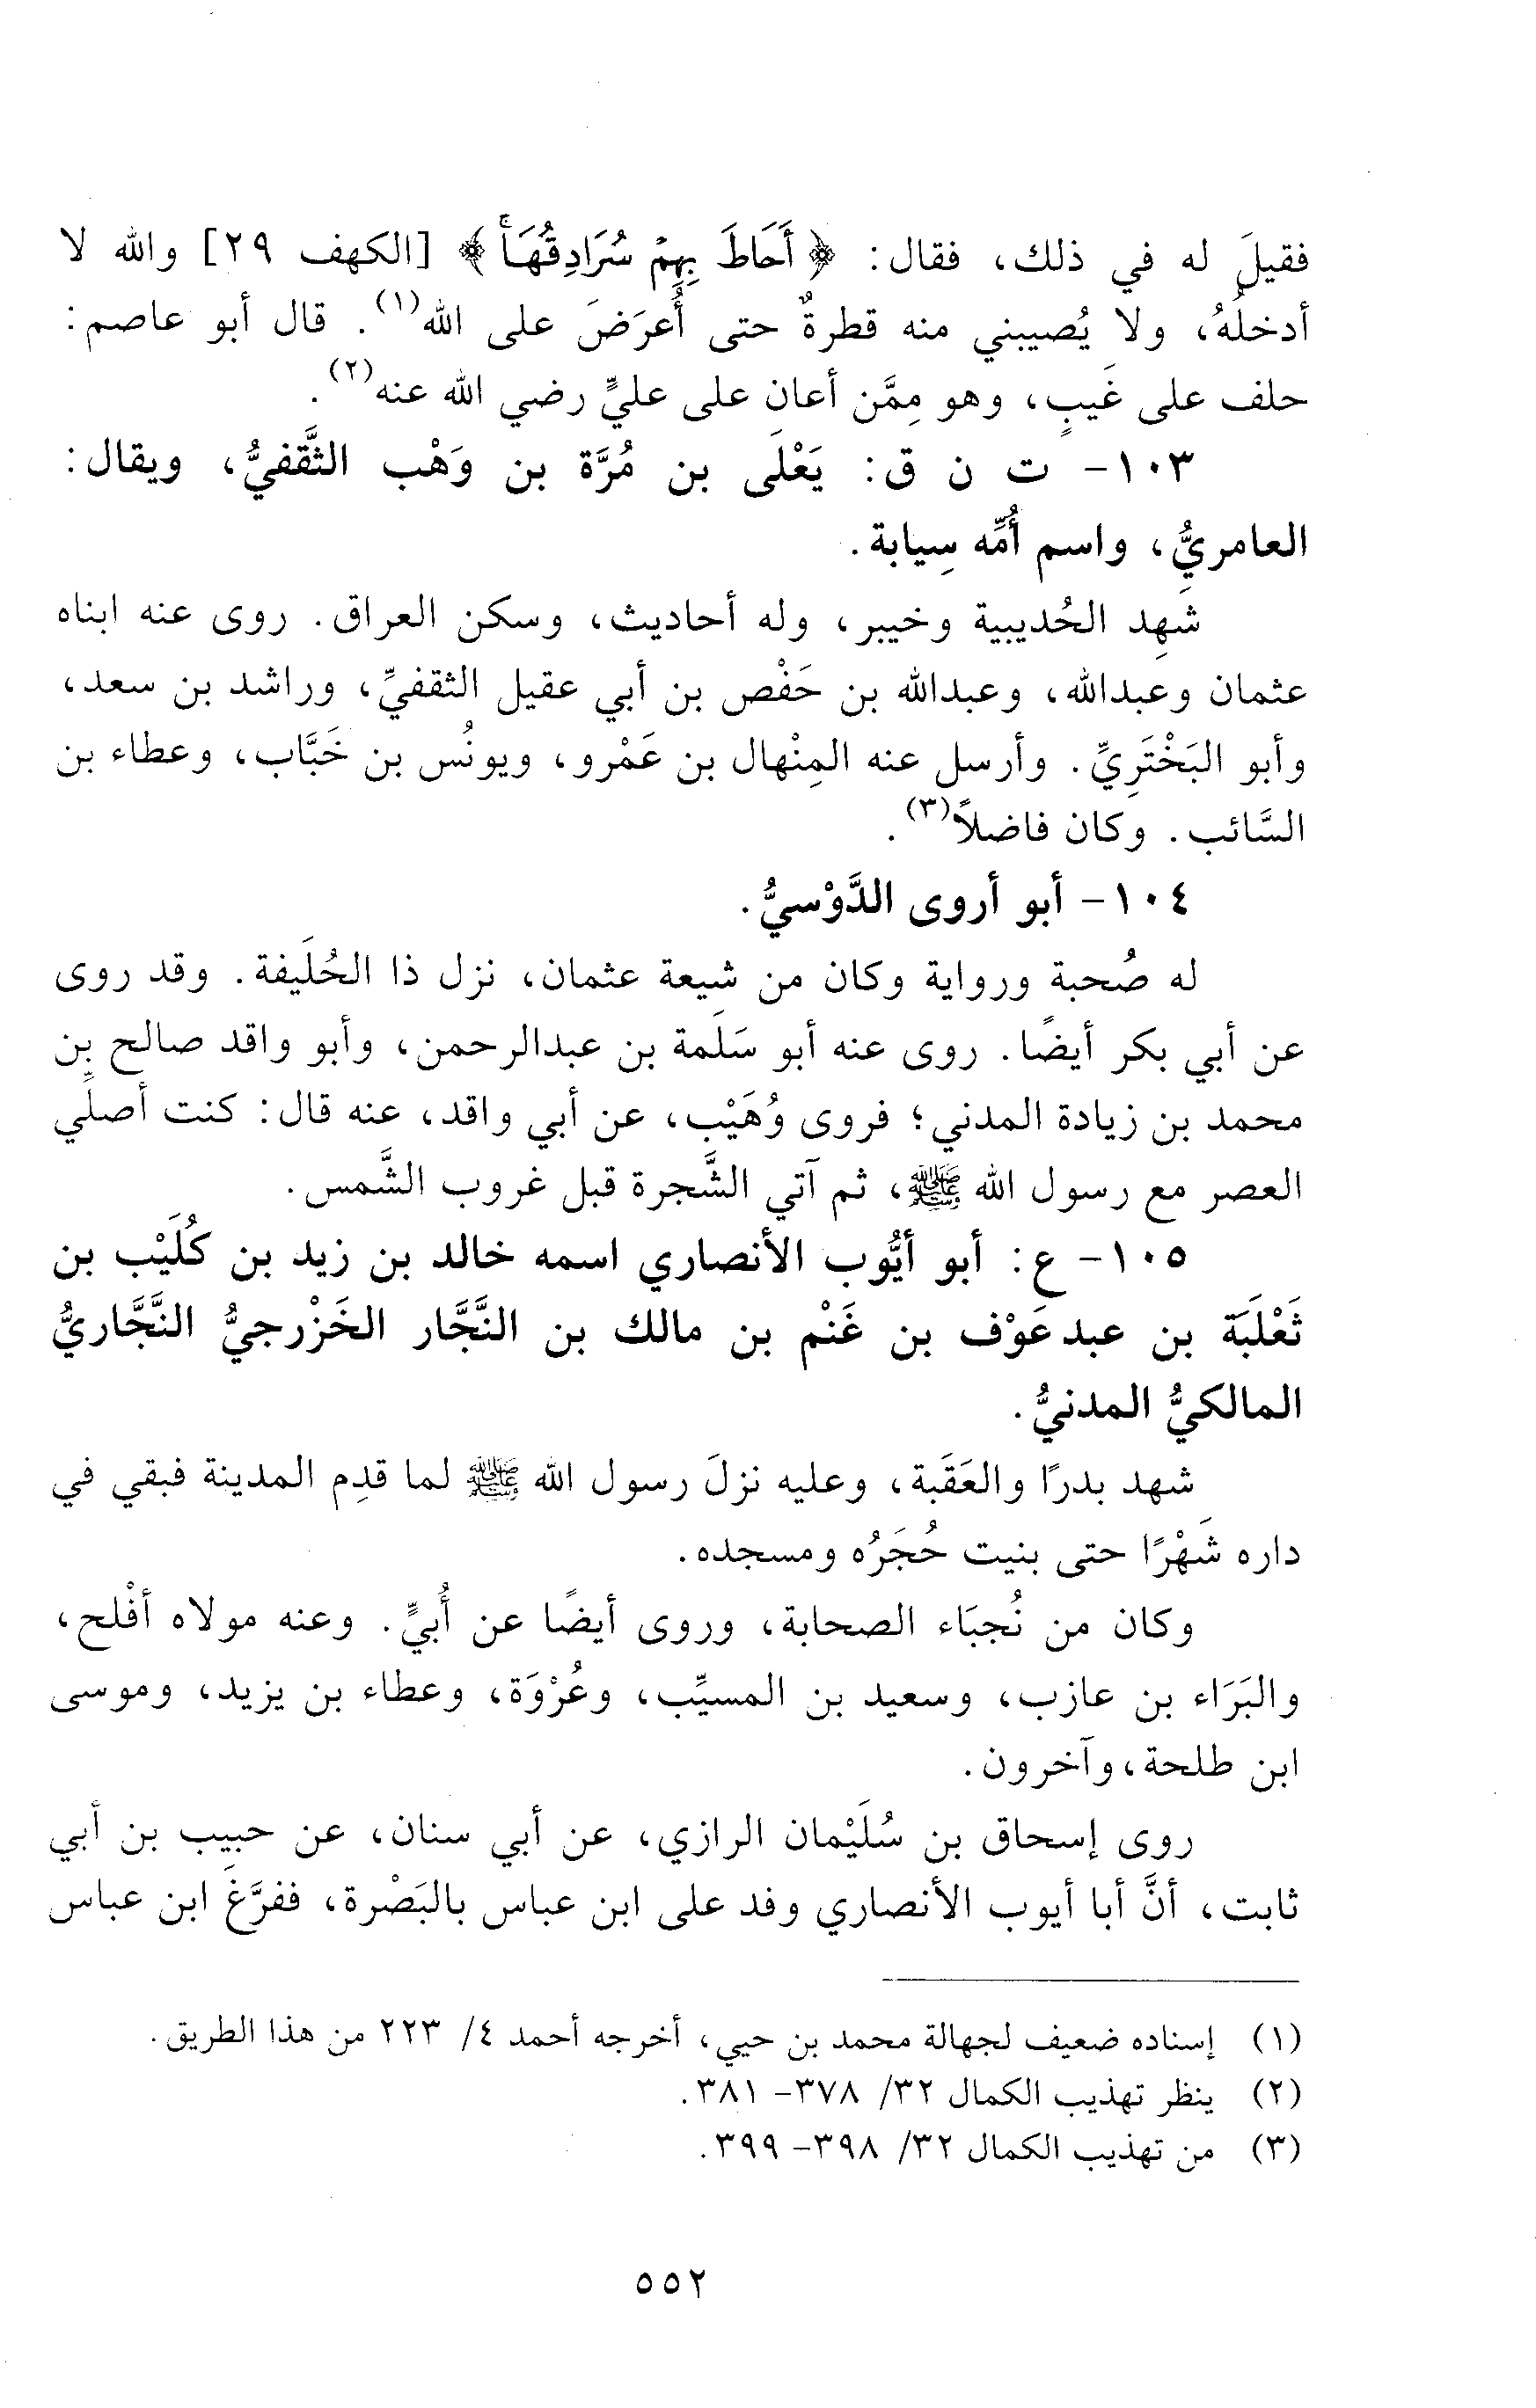 فقيلَ له في ذلك، فقال: ﴿أَحَاطَ بِهِمْ سُرَادِقُهَا﴾ [الكهف ٢٩] والله لا
أدخلُهُ، ولا يُصيبني منه قطرةٌ حتى أُعرَضَ على الله(١). قال أبو عاصم:
حلف على غَيبٍ، وهو مِمَّن أعان على عليٍّ رضي الله عنه(٢).
١٠٣- ت ن ق: يَعْلَى بن مُرَّة بن وَهْب الثَّقفيُّ، ويقال:
العامريُّ، واسم أُمِّه سِيابة.
شَهِد الحُديبية وخيبر، وله أحاديث، وسكن العراق. روى عنه ابناه
عثمان وعبدالله، وعبدالله بن حَفْص بن أبي عقيل الثقفيِّ، وراشد بن سعد،
وأبو البَخْتَرِيِّ. وأرسل عنه المِنْهال بن عَمْرو، ويونُس بن خَبَّاب، وعطاء بن
السَّائب. وكان فاضلاً(٣).
١٠٤- أبو أروى الدَّوْسيُّ.
له صُحبة ورواية وكان من شيعة عثمان، نزل ذا الحُلَيفة. وقد روى
عن أبي بكر أيضًا. روى عنه أبو سَلَمة بن عبدالرحمن، وأبو واقد صالح بن
محمد بن زيادة المدني؛ فروى وُهَيْب، عن أبي واقد، عنه قال: كنت أصلِّي
العصر مع رسول الله ﷺ، ثم آتي الشَّجرة قبل غروب الشَّمس.
١٠٥- ع: أبو أيُّوب الأنصاري اسمه خالد بن زيد بن كُلَيْب بن
ثَعْلَبَة بن عبدعَوْف بن غَنْم بن مالك بن النَّجَّار الخَزْرجيُّ النَّجَّاريُّ
المالكيُّ المدنيُّ.
شهد بدرًا والعَقَبة، وعليه نزلَ رسول الله ﷺ لما قدِم المدينة فبقي في
داره شَهْرًا حتى بنيت حُجَرُه ومسجده.
وكان من نُجبَاء الصحابة، وروى أيضًا عن أُبيٍّ. وعنه مولاه أفْلح،
والبَرَاء بن عازب، وسعيد بن المسيِّب، وعُرْوَة، وعطاء بن يزيد، وموسى
ابن طلحة، وآخرون.
روى إسحاق بن سُلَيْمان الرازي، عن أبي سنان، عن حبيب بن أبي
ثابت، أنَّ أبا أيوب الأنصاري وفد على ابن عباس بالبَصْرة، ففرَّغَ ابن عباس
(١) إسناده ضعيف لجهالة محمد بن حيي، أخرجه أحمد ٤/ ٢٢٣ من هذا الطريق.
(٢) ينظر تهذيب الكمال ٣٢/ ٣٧٨- ٣٨١.
(٣) من تهذيب الكمال ٣٢/ ٣٩٨- ٣٩٩.
٥٥٢